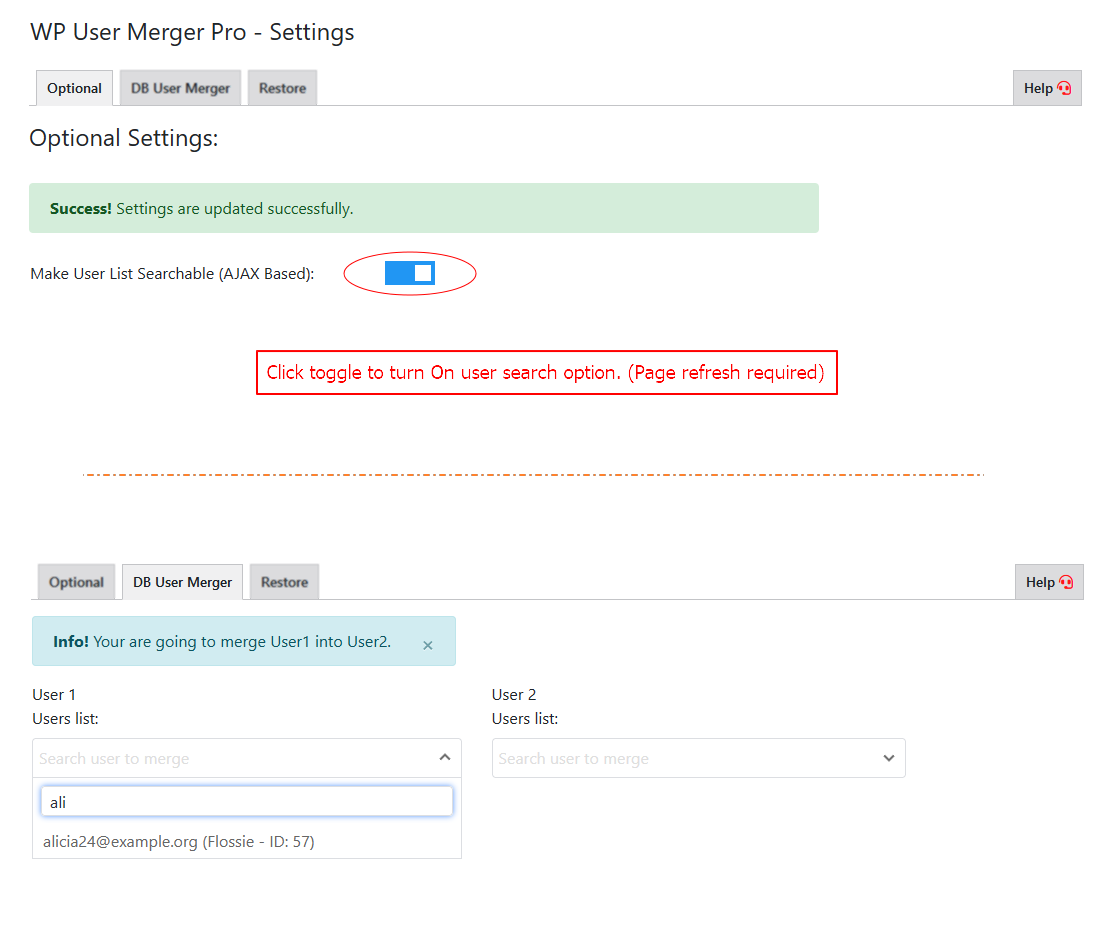 WP User Merger Pro - Settings
Optional DB User Merger Restore Help
Optional Settings:
Success! Settings are updated successfully.
Make User List Searchable (AJAX Based):
Click toggle to turn On user search option. (Page refresh required)
Optional DB User Merger Restore Help
Info! Your are going to merge User1 into User2. ×
User 1
Users list:
Search user to merge
ali
alicia24@example.org (Flossie - ID: 57)
User 2
Users list:
Search user to merge